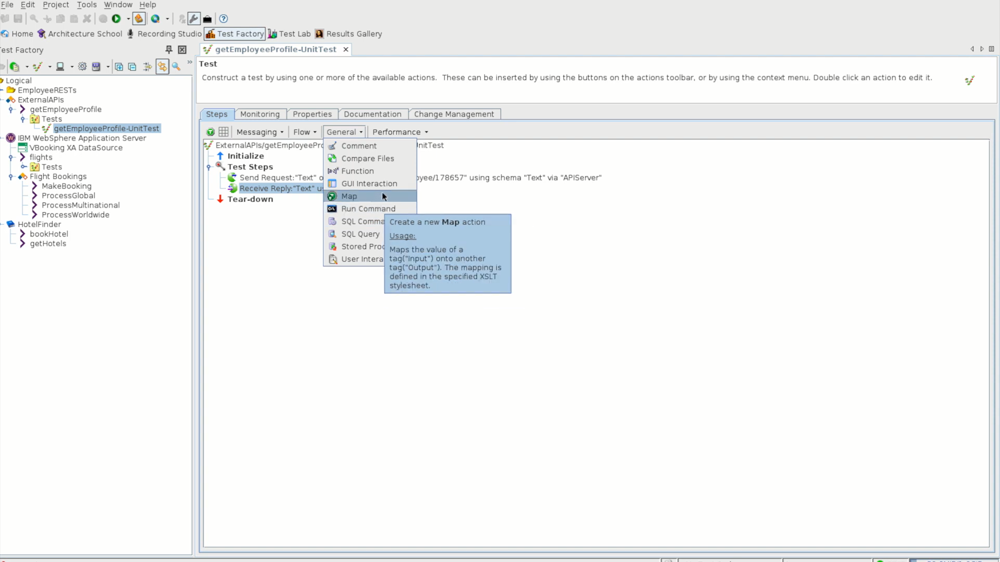 File Edit Project Tools Window Help
Home Architecture School Recording Studio Test Factory Test Lab Results Gallery
est Factory
getEmployeeProfile-UnitTest
Test
Construct a test by using one or more of the available actions. These can be inserted by using the buttons on the actions toolbar, or by using the context menu. Double click an action to edit it.
Logical
EmployeeRESTs
ExternalAPIs
getEmployeeProfile
Tests
getEmployeeProfile-UnitTest
IBM WebSphere Application Server
VBooking XA DataSource
flights
Tests
Flight Bookings
MakeBooking
ProcessGlobal
ProcessMultinational
ProcessWorldwide
HotelFinder
bookHotel
getHotels
Steps Monitoring Properties Documentation Change Management
Messaging Flow General Performance
ExternalAPIs/getEmployeePro nitTest
Initialize
Test Steps
Send Request:"Text" o yee/178657" using schema "Text" via "APIServer"
Receive Reply:"Text" u
Tear-down
Comment
Compare Files
Function
GUI Interaction
Map
Run Command
SQL Comma
SQL Query
Stored Proc
User Intera
Create a new Map action
Usage:
Maps the value of a
tag("Input") onto another
tag("Output"). The mapping is
defined in the specified XSLT
stylesheet.